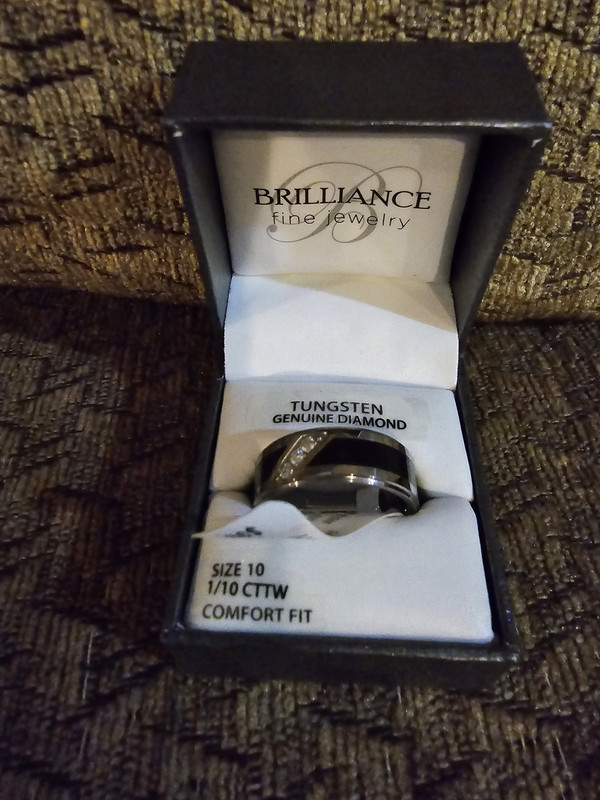 BRILLIANCE
fine jewelry
TUNGSTEN
GENUINE DIAMOND
SIZE 10
1/10 CTTW
COMFORT FIT